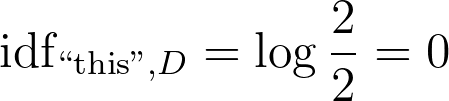 idf“this”,D = log 2/2 = 0